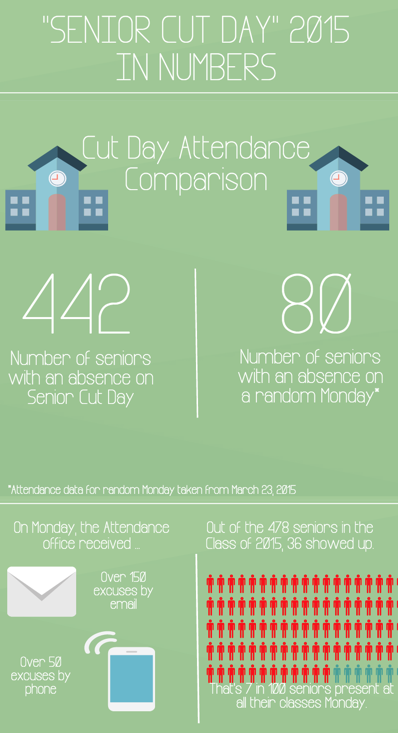 "SENIOR CUT DAY" 2015
IN NUMBERS
Cut Day Attendance
Comparison
442
Number of seniors
with an absence on
Senior Cut Day
80
Number of seniors
with an absence on
a random Monday*
*Attendance data for random Monday taken from March 23, 2015
On Monday, the Attendance
office received ...
Over 150
excuses by
email
Over 50
excuses by
phone
Out of the 478 seniors in the
Class of 2015, 36 showed up.
That's 7 in 100 seniors present at
all their classes Monday.